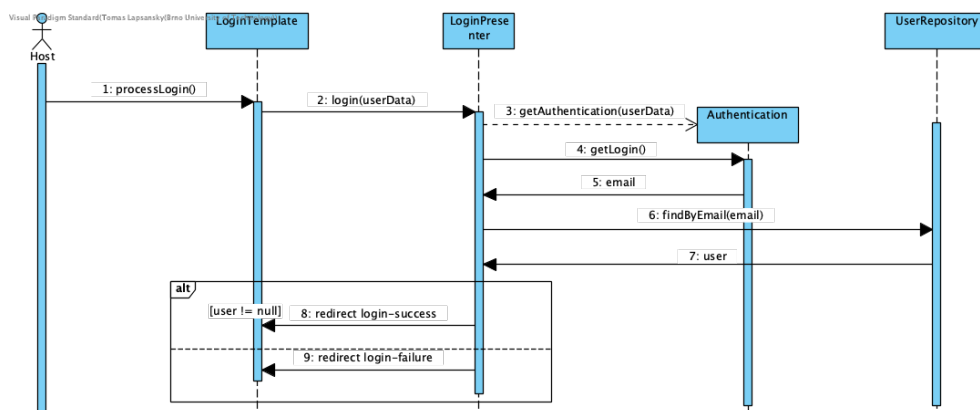 Visual Paradigm Standard(Tomas Lapsansky(Brno University of
LoginTemplate
LoginPrese
nter
UserRepository
Host
1: processLogin()
2: login(userData)
3: getAuthentication(userData)
Authentication
4: getLogin()
5: email
6: findByEmail(email)
7: user
alt
[user != null]
8: redirect login-success
9: redirect login-failure